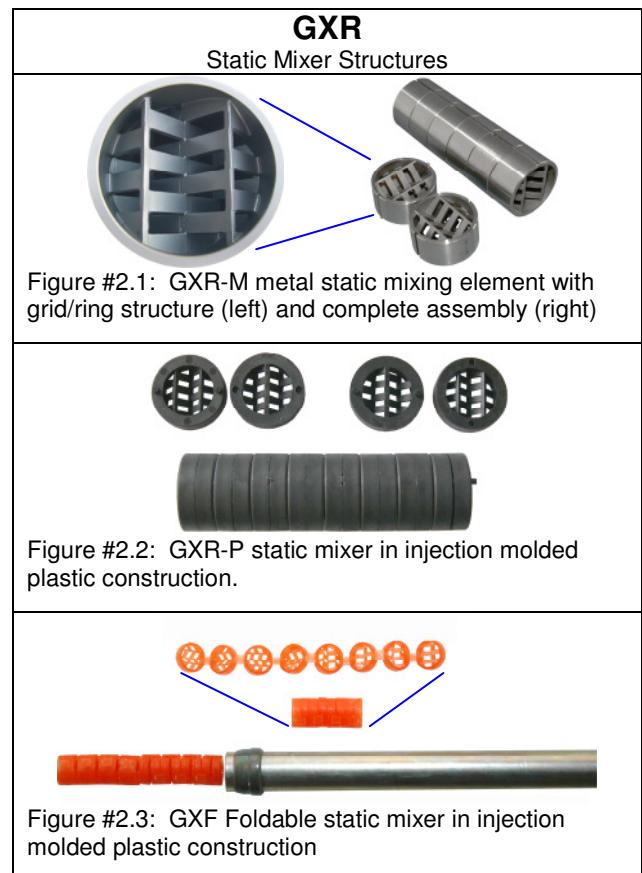 GXR
Static Mixer Structures
Figure #2.1: GXR-M metal static mixing element with
grid/ring structure (left) and complete assembly (right)
Figure #2.2: GXR-P static mixer in injection molded
plastic construction.
Figure #2.3: GXF Foldable static mixer in injection
molded plastic construction